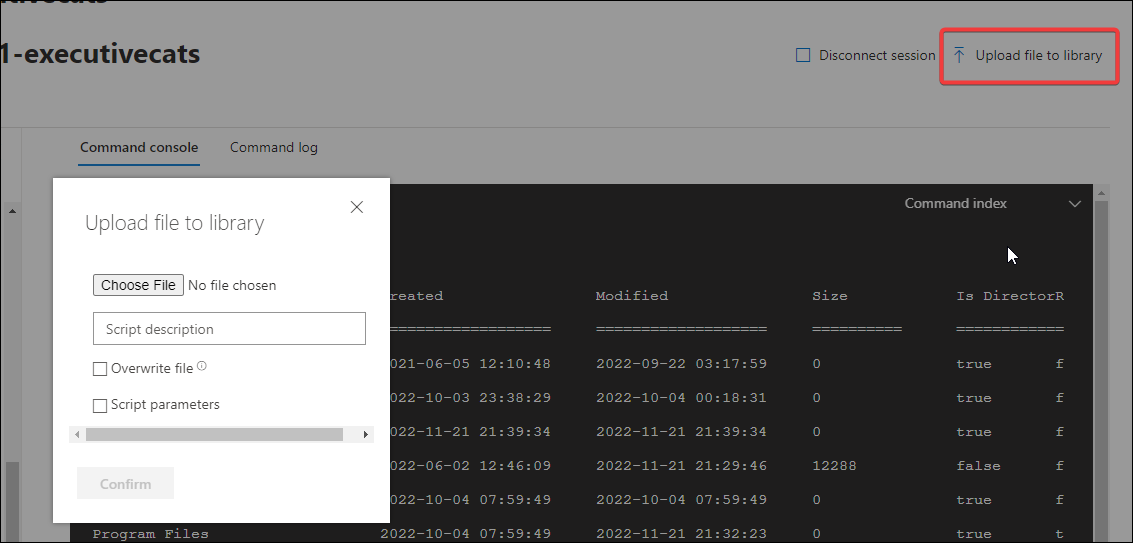 1-executivecats
Disconnect session
Upload file to library
Command console
Command log
Command index
Upload file to library
Choose File No file chosen
Script description
Overwrite file
Script parameters
Confirm
reated Modified Size Is DirectorR
=================== =================== ========== ============
021-06-05 12:10:48 2022-09-22 03:17:59 0 true f
022-10-03 23:38:29 2022-10-04 00:18:31 0 true f
022-11-21 21:39:34 2022-11-21 21:39:34 0 true f
022-06-02 12:46:09 2022-11-21 21:29:46 12288 false f
022-10-04 07:59:49 2022-10-04 07:59:49 0 true f
Program Files 2022-10-04 07:59:49 2022-11-21 21:32:23 0 true t